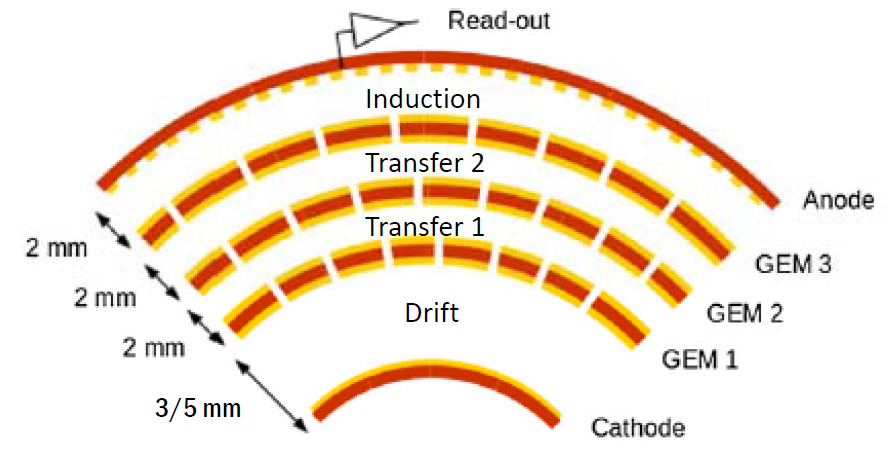 Read-out
Induction
Transfer 2
Anode
Transfer 1
2 mm
GEM 3
2 mm
Drift
GEM 2
2 mm
GEM 1
3/5 mm
Cathode